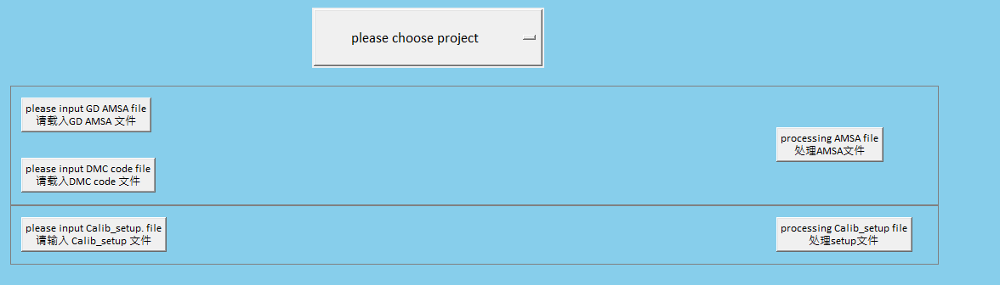 please choose project
please input GD AMSA file
请载入GD AMSA 文件
processing AMSA file
处理AMSA文件
please input DMC code file
请载入DMC code 文件
please input Calib_setup. file
请输入 Calib_setup 文件
processing Calib_setup file
处理setup文件